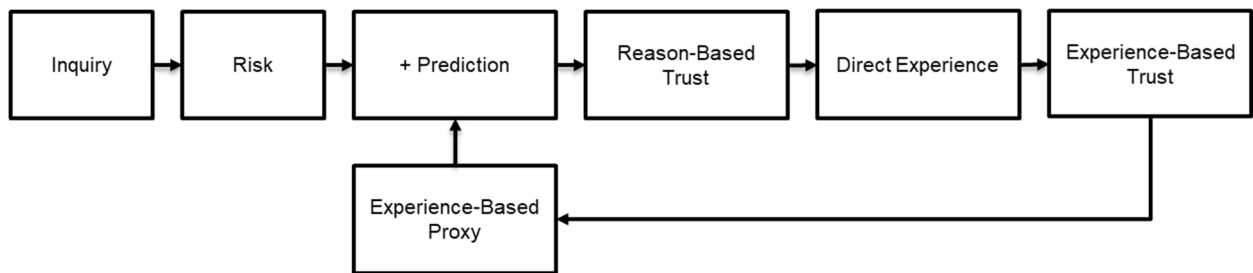 Inquiry
Risk
+ Prediction
Reason-Based
Trust
Direct Experience
Experience-Based
Trust
Experience-Based
Proxy